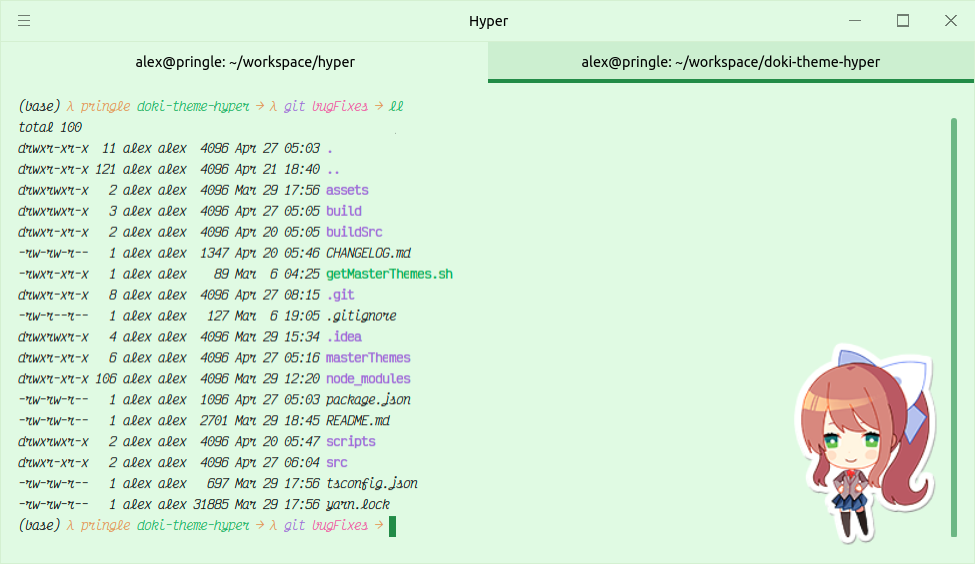 Hyper
alex@pringle: ~/workspace/hyper
alex@pringle: ~/workspace/doki-theme-hyper
(base) λ pringle doki-theme-hyper → λ git bugFixes → ll
total 100
drwxr-xr-x  11 alex alex  4096 Apr 27 05:03 .
drwxr-xr-x 121 alex alex  4096 Apr 21 18:40 ..
drwxrwxr-x   2 alex alex  4096 Mar 29 17:56 assets
drwxrwxr-x   3 alex alex  4096 Apr 27 05:05 build
drwxr-xr-x   2 alex alex  4096 Apr 20 05:05 buildSrc
-rw-rw-r--   1 alex alex  1347 Apr 20 05:46 CHANGELOG.md
-rwxr-xr-x   1 alex alex    89 Mar  6 04:25 getMasterThemes.sh
drwxr-xr-x   8 alex alex  4096 Apr 27 08:15 .git
-rw-r--r--   1 alex alex   127 Mar  6 19:05 .gitignore
drwxrwxr-x   4 alex alex  4096 Mar 29 15:34 .idea
drwxr-xr-x   6 alex alex  4096 Apr 27 05:16 masterThemes
drwxr-xr-x 106 alex alex  4096 Mar 29 12:20 node_modules
-rw-rw-r--   1 alex alex  1096 Apr 27 05:03 package.json
-rw-rw-r--   1 alex alex  2701 Mar 29 18:45 README.md
drwxrwxr-x   2 alex alex  4096 Apr 20 05:47 scripts
drwxr-xr-x   2 alex alex  4096 Apr 27 06:04 src
-rw-rw-r--   1 alex alex   697 Mar 29 17:56 tsconfig.json
-rw-rw-r--   1 alex alex 31885 Mar 29 17:56 yarn.lock
(base) λ pringle doki-theme-hyper → λ git bugFixes →